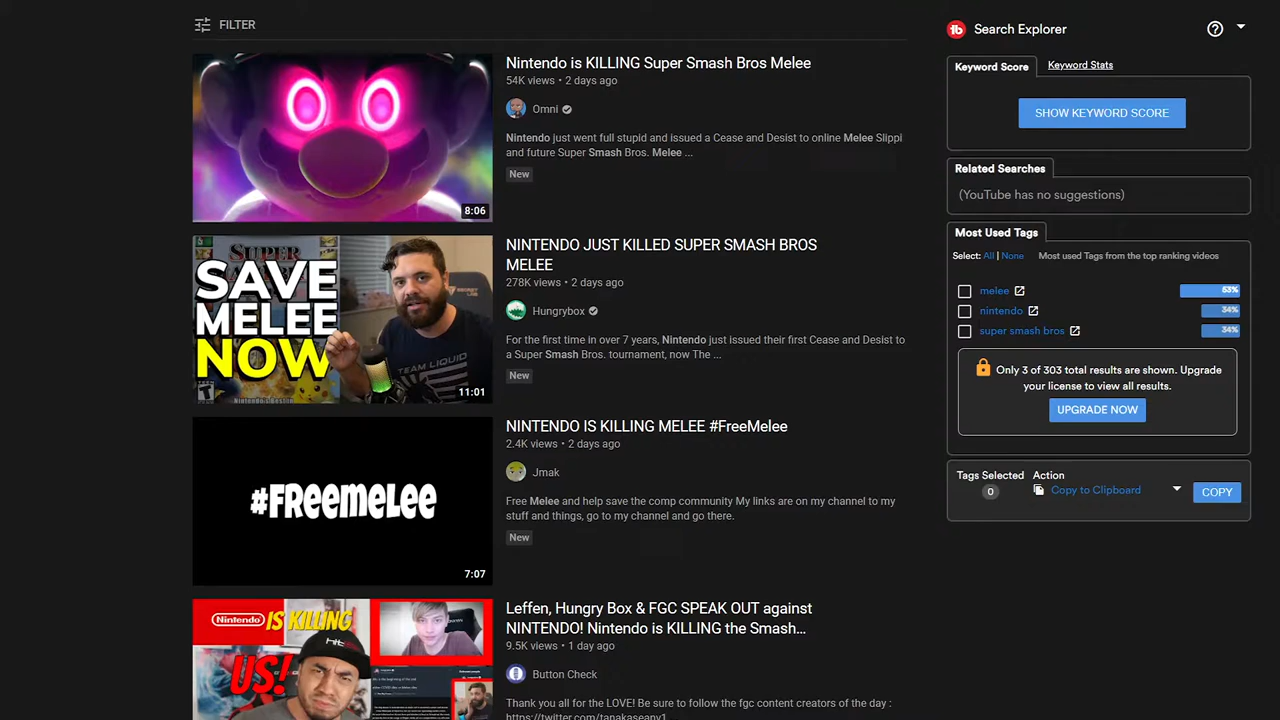 FILTER
Nintendo is KILLING Super Smash Bros Melee
54K views • 2 days ago
Omni
Nintendo just went full stupid and issued a Cease and Desist to online Melee Slippi
and future Super Smash Bros. Melee ...
New
8:06
NINTENDO JUST KILLED SUPER SMASH BROS
MELEE
278K views • 2 days ago
Hungrybox
For the first time in over 7 years, Nintendo just issued their first Cease and Desist to
a Super Smash Bros. tournament, now The ...
New
SUPER
SAVE
MELEE
NOW
SECRETLAB
TEAM LIQUID
11:01
NINTENDO IS KILLING MELEE #FreeMelee
2.4K views • 2 days ago
Jmak
Free Melee and help save the comp community My links are on my channel to my
stuff and things, go to my channel and go there.
New
#FREEMELEE
7:07
Leffen, Hungry Box & FGC SPEAK OUT against
NINTENDO! Nintendo is KILLING the Smash...
9.5K views • 1 day ago
Button Check
Thank you all for the LOVE! Be sure to follow the fgc content creators of the day :
https://twitter.com/tanakaseany1
Nintendo IS KILLING
US!
tb Search Explorer
Keyword Score
Keyword Stats
SHOW KEYWORD SCORE
Related Searches
(YouTube has no suggestions)
Most Used Tags
Select: All | None Most used Tags from the top ranking videos
melee 53%
nintendo 34%
super smash bros 34%
Only 3 of 303 total results are shown. Upgrade
your license to view all results.
UPGRADE NOW
Tags Selected Action
0 Copy to Clipboard COPY